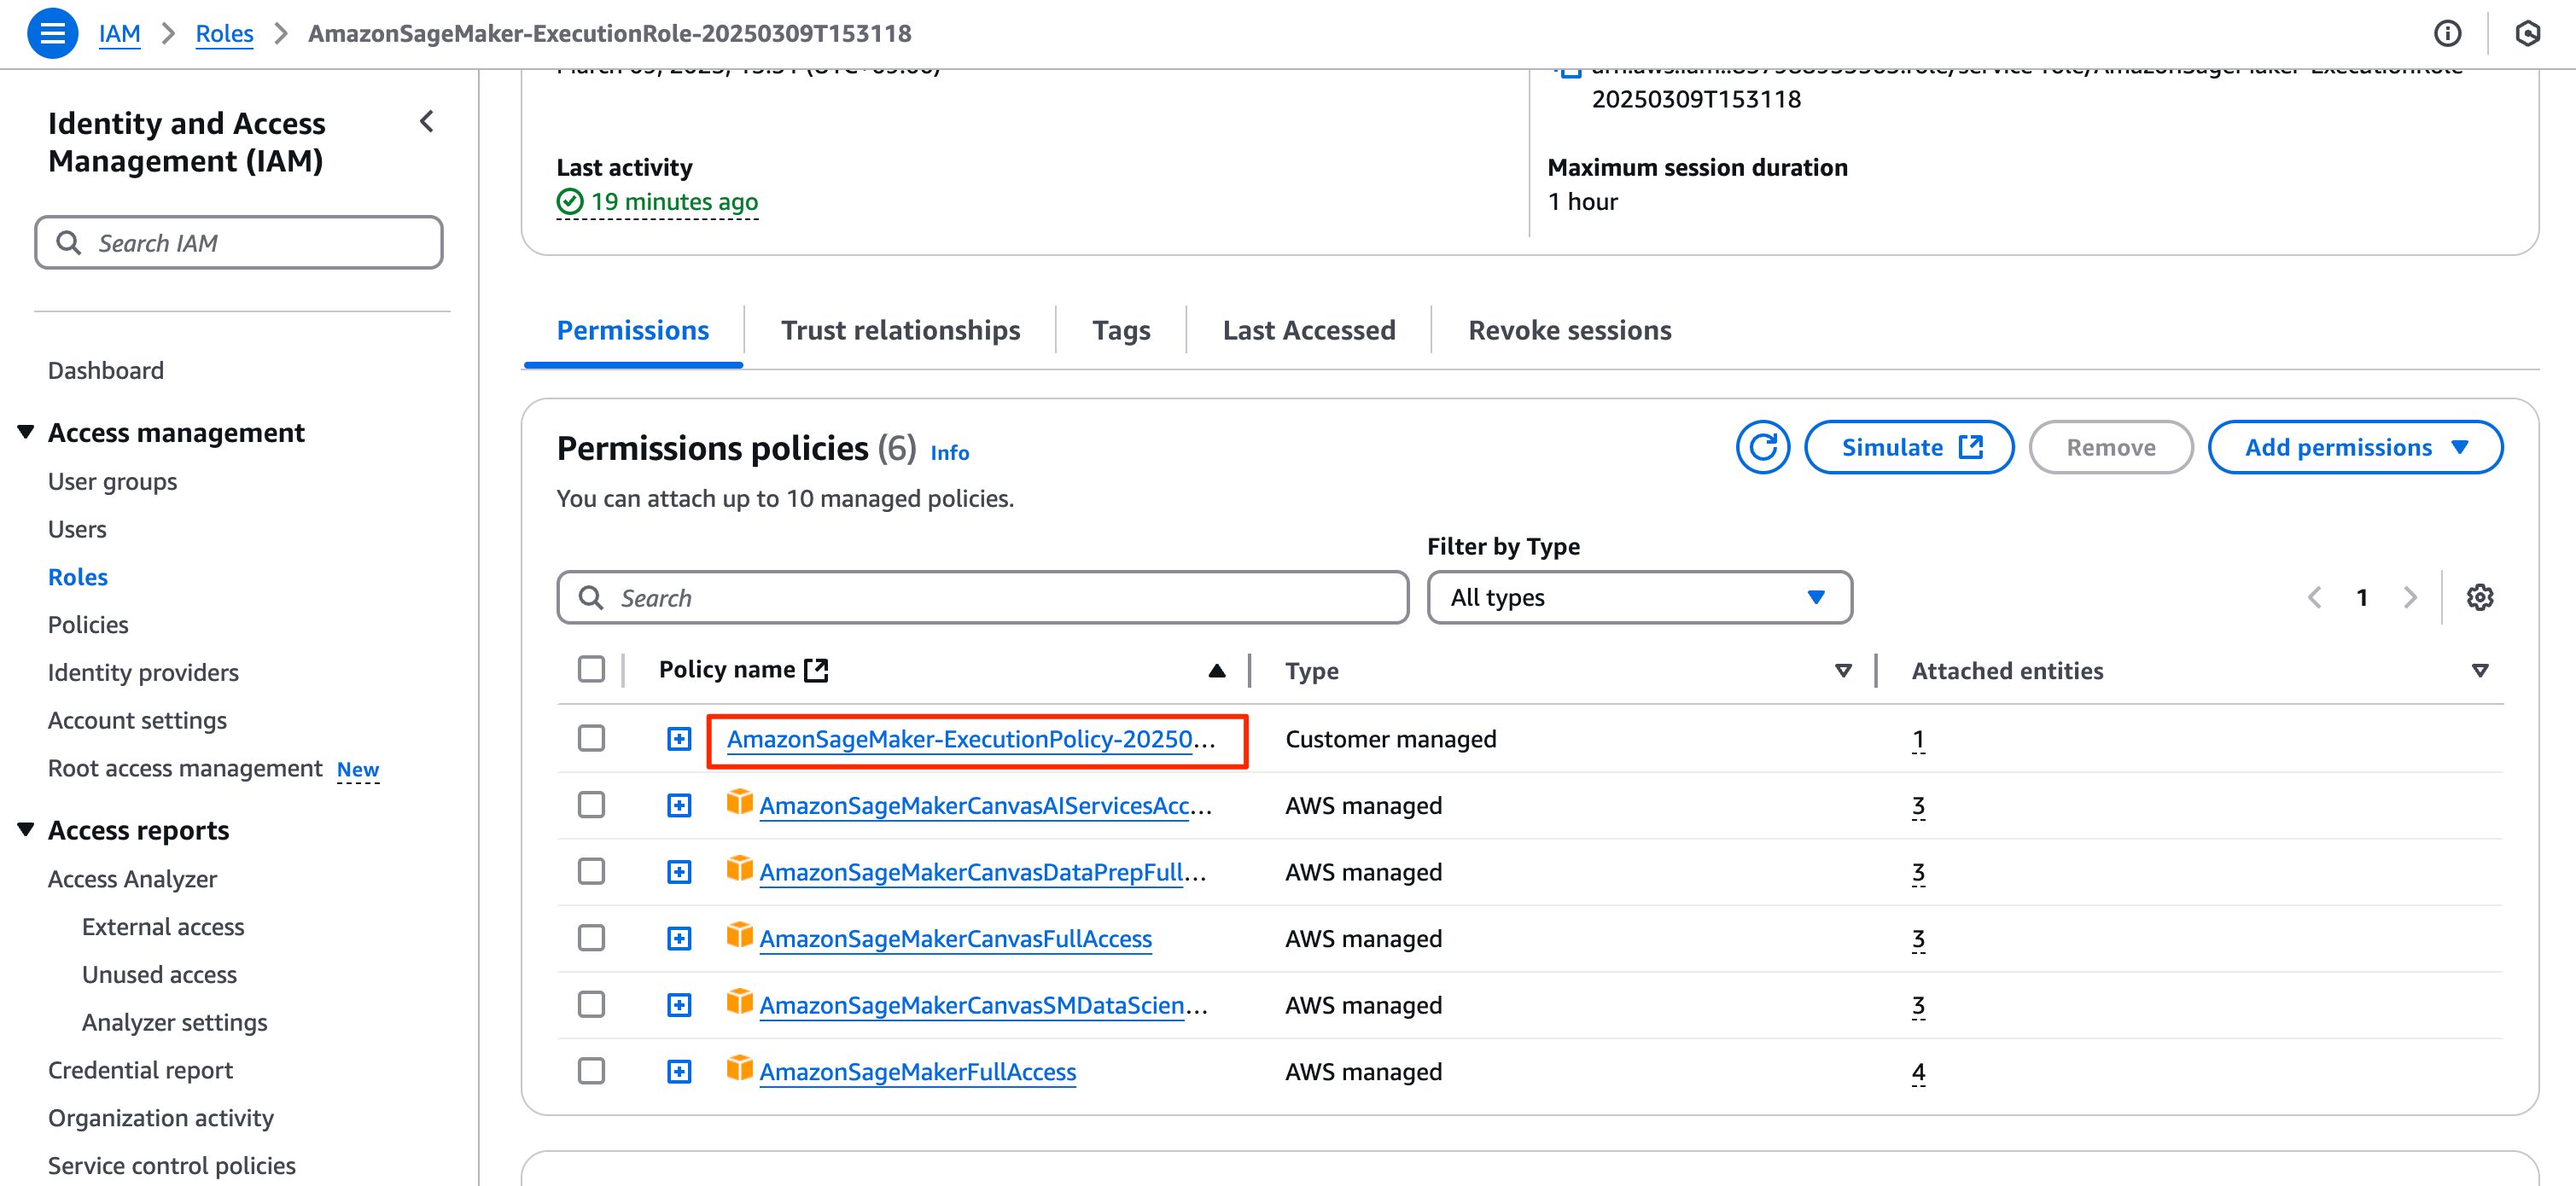 IAM > Roles > AmazonSageMaker-ExecutionRole-20250309T153118
Identity and Access
Management (IAM)
Search IAM
Dashboard
Access management
User groups
Users
Roles
Policies
Identity providers
Account settings
Root access management New
Access reports
Access Analyzer
External access
Unused access
Analyzer settings
Credential report
Organization activity
Service control policies
20250309T153118
Last activity
19 minutes ago
Maximum session duration
1 hour
Permissions
Trust relationships
Tags
Last Accessed
Revoke sessions
Permissions policies (6) Info
You can attach up to 10 managed policies.
Simulate
Remove
Add permissions
Filter by Type
Search
All types
1
Policy name Type Attached entities
AmazonSageMaker-ExecutionPolicy-20250... Customer managed 1
AmazonSageMakerCanvasAIServicesAcc... AWS managed 3
AmazonSageMakerCanvasDataPrepFull... AWS managed 3
AmazonSageMakerCanvasFullAccess AWS managed 3
AmazonSageMakerCanvasSMDataScien... AWS managed 3
AmazonSageMakerFullAccess AWS managed 4